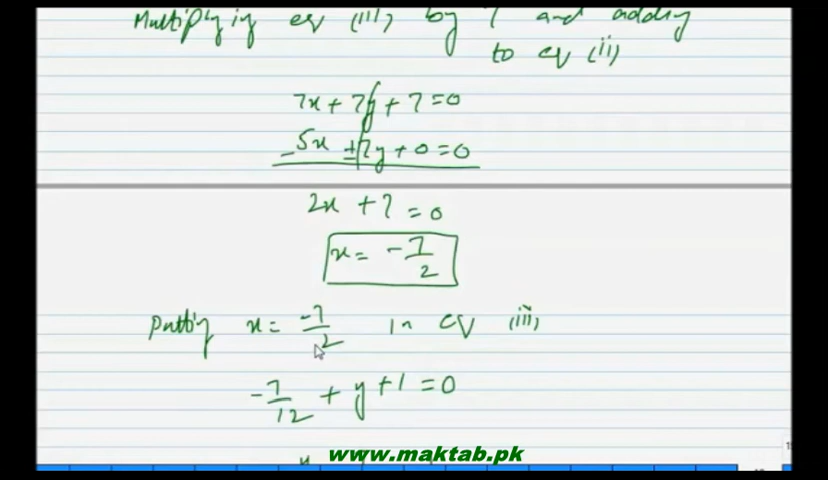 Multiplying eq (iii) by 7 and adding
to eq (ii)
7x + 7y + 7 = 0
-5x ± 7y + 0 = 0
2x + 7 = 0
x = -7/2
Putting x = -7/2 in eq (iii)
-7/12 + y + 1 = 0
www.maktab.pk